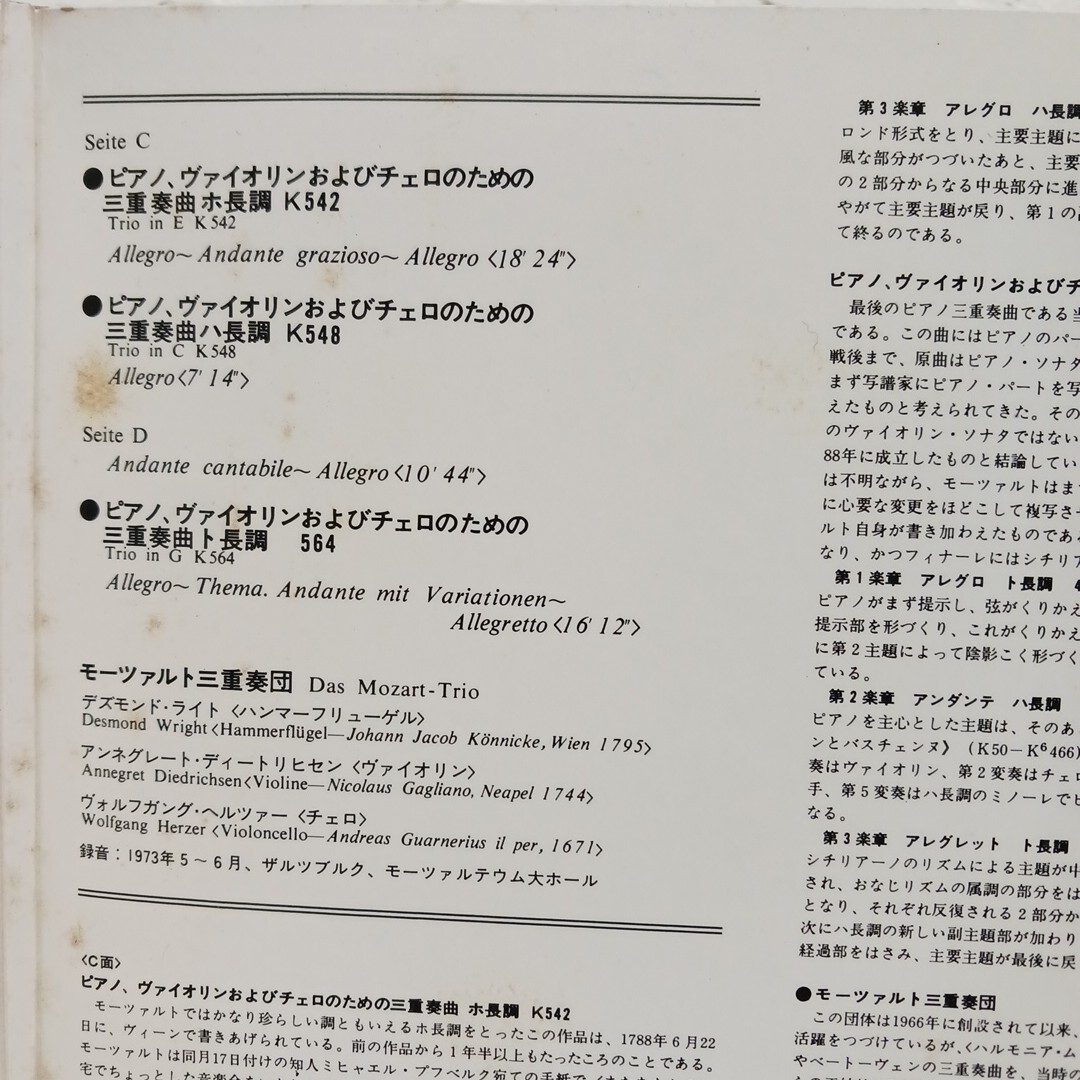 Seite C
●ピアノ、ヴァイオリンおよびチェロのための
三重奏曲ホ長調 K542
Trio in E K542
Allegro～Andante grazioso～Allegro〈18′24″〉
●ピアノ、ヴァイオリンおよびチェロのための
三重奏曲ハ長調 K548
Trio in C K548
Allegro〈7′14″〉
Seite D
Andante cantabile～Allegro〈10′44″〉
●ピアノ、ヴァイオリンおよびチェロのための
三重奏曲ト長調 564
Trio in G K564
Allegro～Thema. Andante mit Variationen～
Allegretto〈16′12″〉
モーツァルト三重奏団 Das Mozart-Trio
デズモンド・ライト〈ハンマーフリューゲル〉
Desmond Wright〈Hammerflügel—Johann Jacob Könnicke, Wien 1795〉
アンネグレート・ディートリヒセン〈ヴァイオリン〉
Annegret Diedrichsen〈Violine—Nicolaus Gagliano, Neapel 1744〉
ヴォルフガング・ヘルツァー〈チェロ〉
Wolfgang Herzer〈Violoncello—Andreas Guarnerius il per, 1671〉
録音：1973年5～6月、ザルツブルク、モーツァルテウム大ホール
〈C面〉
ピアノ、ヴァイオリンおよびチェロのための三重奏曲 ホ長調 K542
モーツァルトではかなり珍らしい調ともいえるホ長調をとったこの作品は、1788年6月22
日に、ヴィーンで書きあげられている。前の作品から1年半以上もたったころのことである。
モーツァルトは同月17日付けの知人ミヒャエル・プフベルク宛ての手紙で
宅でちょっとした音楽会を
第3楽章 アレグロ ハ長調
ロンド形式をとり、主要主題に
風な部分がつづいたあと、主要
の2部分からなる中央部分に進
やがて主要主題が戻り、第1の
て終るのである。
ピアノ、ヴァイオリンおよびチ
最後のピアノ三重奏曲である
である。この曲にはピアノのパー
戦後まで、原曲はピアノ・ソナタ
まず写譜家にピアノ・パートを写
えたものと考えられてきた。その
のヴァイオリン・ソナタではない
88年に成立したものと結論してい
は不明ながら、モーツァルトはま
に心要な変更をほどこして複写さ
ルト自身が書き加わえたものであ
なり、かつフィナーレにはシチリア
第1楽章 アレグロ ト長調 4
ピアノがまず提示し、弦がくりかえ
提示部を形づくり、これがくりかえ
に第2主題によって陰影こく形づく
ている。
第2楽章 アンダンテ ハ長調
ピアノを主心とした主題は、そのあ
ンとバスチェンヌ》（K50－K⁶466）
奏はヴァイオリン、第2変奏はチェロ
手、第5変奏はハ長調のミノーレでピ
なる。
第3楽章 アレグレット ト長調
シチリアーノのリズムによる主題が中
され、おなじリズムの属調の部分をは
となり、それぞれ反復される2部分か
次にハ長調の新しい副主題部が加わり
経過部をはさみ、主要主題が最後に戻
●モーツァルト三重奏団
この団体は1966年に創設されて以来、
活躍をつづけているが、〈ハルモニア・ム
やベートーヴェンの三重奏曲を、当時の